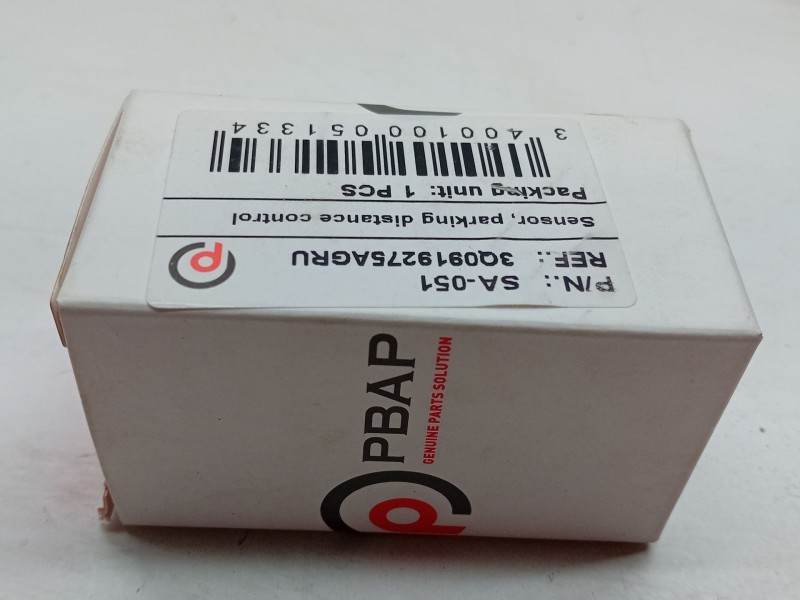 P/N.: SA-051
REF.: 3Q0919275AGRU
Sensor, parking distance control
Packing unit: 1 PCS
3 400100 051334
PBAP
GENUINE PARTS SOLUTION